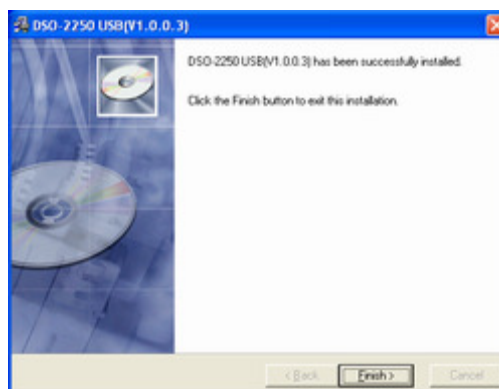 DSO-2250 USB(V1.0.0.3)
DSO-2250 USB(V1.0.0.3) has been successfully installed.
Click the Finish button to exit this installation.
< Back
Finish >
Cancel